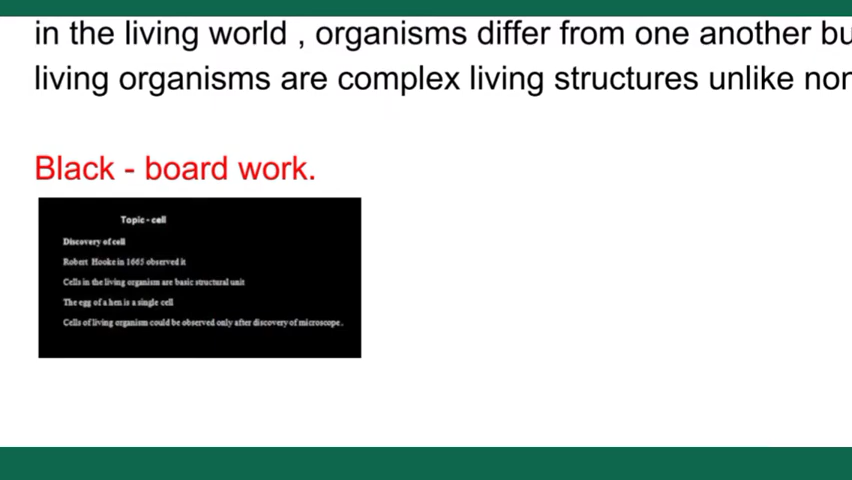 in the living world , organisms differ from one another bu
living organisms are complex living structures unlike non
Black - board work.
Topic - cell
Discovery of cell
Robert Hooke in 1665 observed it
Cells in the living organism are basic structural unit
The egg of a hen is a single cell
Cells of living organism could be observed only after discovery of microscope.